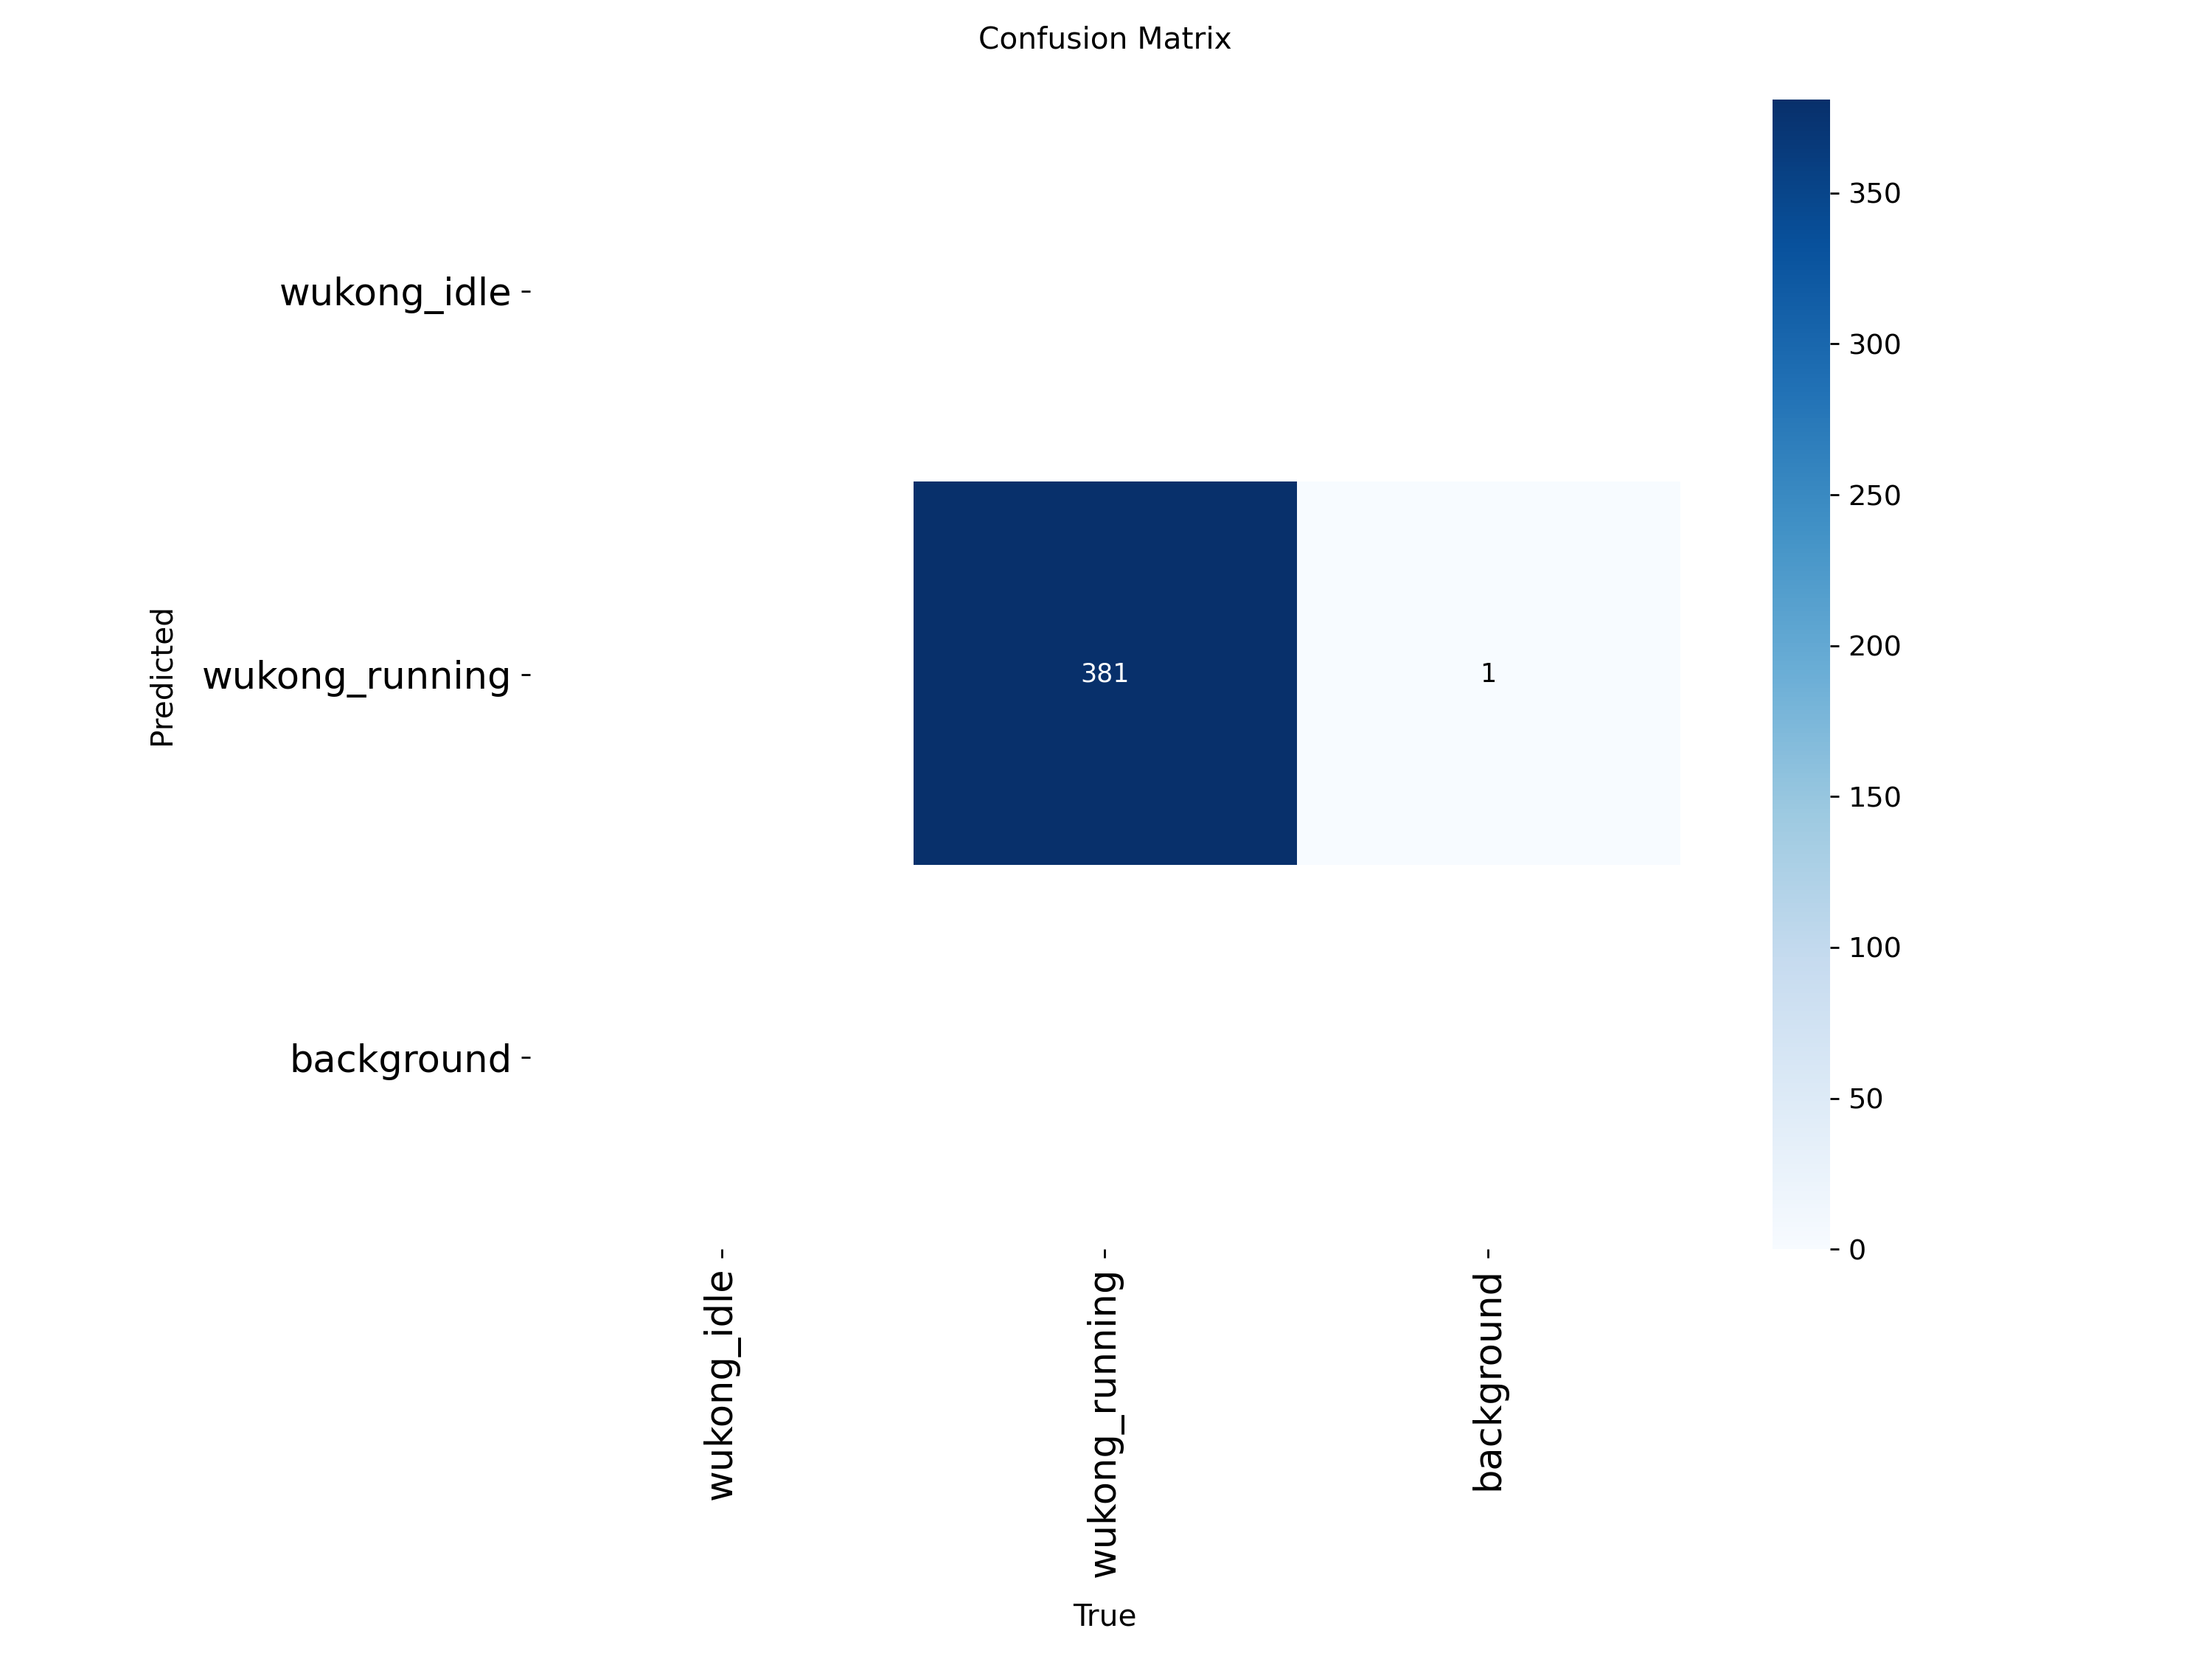 Confusion Matrix
Predicted
wukong_idle
wukong_running
background
381
1
wukong_idle
wukong_running
background
True
350
300
250
200
150
100
50
0